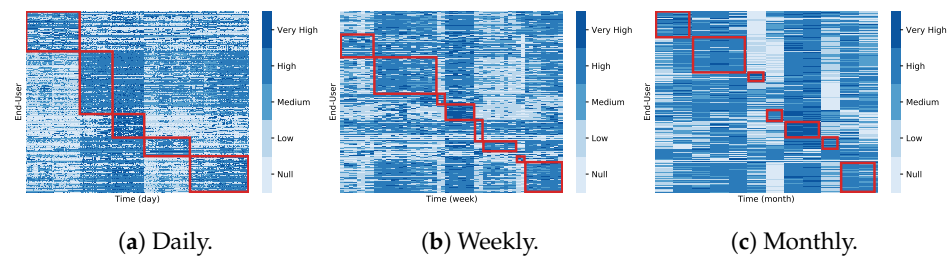 End-User
Very High
High
Medium
Low
Null
Time (day)
(a) Daily.
End-User
Very High
High
Medium
Low
Null
Time (week)
(b) Weekly.
End-User
Very High
High
Medium
Low
Null
Time (month)
(c) Monthly.